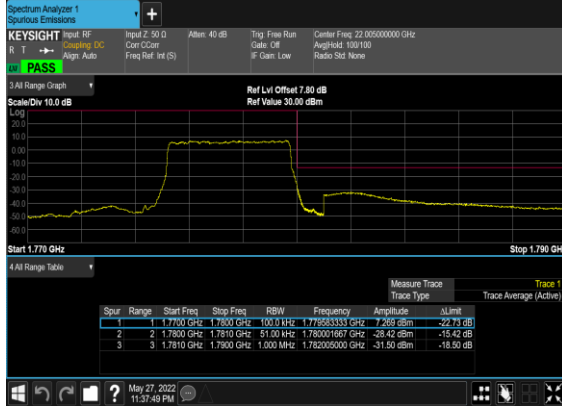 Spectrum Analyzer 1
Spurious Emissions
+
KEYSIGHT Input: RF Input Z: 50 Ω Atten: 40 dB Trig: Free Run Center Freq: 22.005000000 GHz
R T Coupling: DC Corr CCorr Gate: Off Avg|Hold: 100/100
Align: Auto Freq Ref: Int (S) IF Gain: Low Radio Std: None
PASS
3 All Range Graph
Ref Lvl Offset 7.80 dB
Scale/Div 10.0 dB Ref Value 30.00 dBm
Log
20.0
10.0
0.00
-10.0
-20.0
-30.0
-40.0
-50.0
-60.0
Start 1.770 GHz Stop 1.790 GH
4 All Range Table
Measure Trace Trace 1
Trace Type Trace Average (Active)
Spur Range Start Freq Stop Freq RBW Frequency Amplitude ΔLimit
1 1 1.7700 GHz 1.7800 GHz 100.0 kHz 1.779583333 GHz 7.269 dBm -22.73 dB
2 2 1.7800 GHz 1.7810 GHz 51.00 kHz 1.780001667 GHz -28.42 dBm -15.42 dB
3 3 1.7810 GHz 1.7900 GHz 1.000 MHz 1.782005000 GHz -31.50 dBm -18.50 dB
?
May 27, 2022
11:37:49 PM